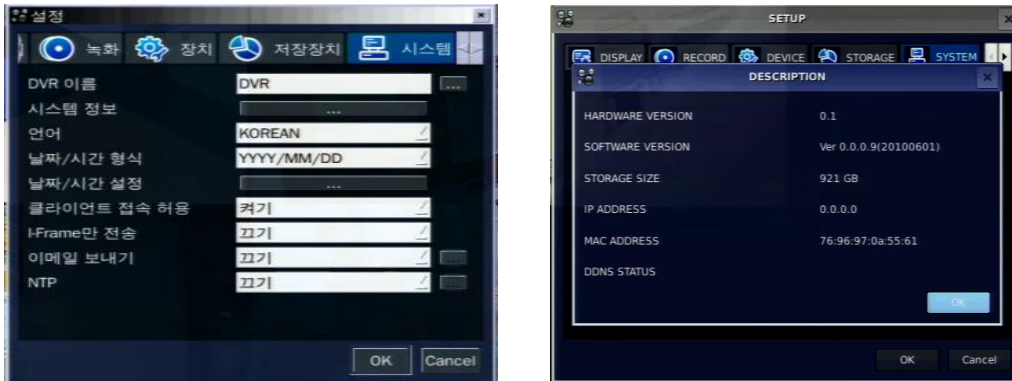 설정
녹화 장치 저장장치 시스템
DVR 이름 DVR ...
시스템 정보 ...
언어 KOREAN
날짜/시간 형식 YYYY/MM/DD
날짜/시간 설정 ...
클라이언트 접속 허용 켜기
I-Frame만 전송 끄기
이메일 보내기 끄기 ...
NTP 끄기 ...
OK Cancel
SETUP
DISPLAY RECORD DEVICE STORAGE SYSTEM
DESCRIPTION
HARDWARE VERSION 0.1
SOFTWARE VERSION Ver 0.0.0.9(20100601)
STORAGE SIZE 921 GB
IP ADDRESS 0.0.0.0
MAC ADDRESS 76:96:97:0a:55:61
DDNS STATUS
OK
OK Cancel